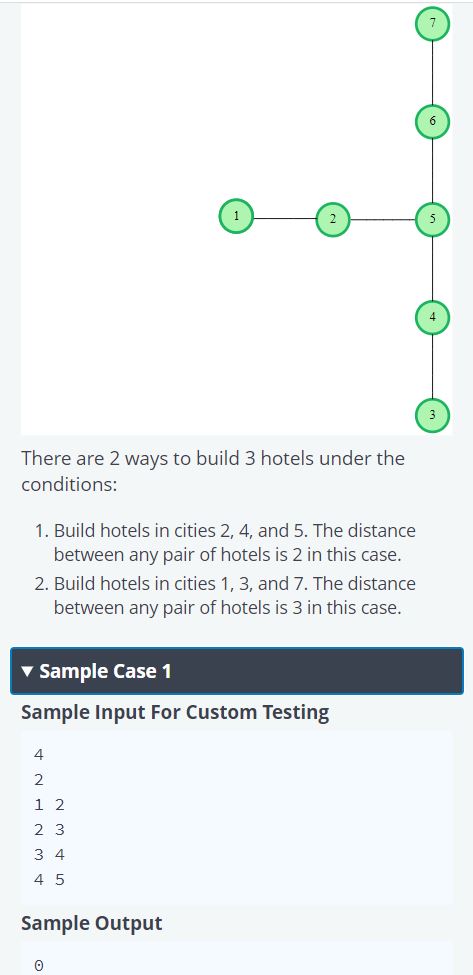 7
6
1
2
5
4
3
There are 2 ways to build 3 hotels under the
conditions:
1. Build hotels in cities 2, 4, and 5. The distance
between any pair of hotels is 2 in this case.
2. Build hotels in cities 1, 3, and 7. The distance
between any pair of hotels is 3 in this case.
▼ Sample Case 1
Sample Input For Custom Testing
4
2
1 2
2 3
3 4
4 5
Sample Output
0